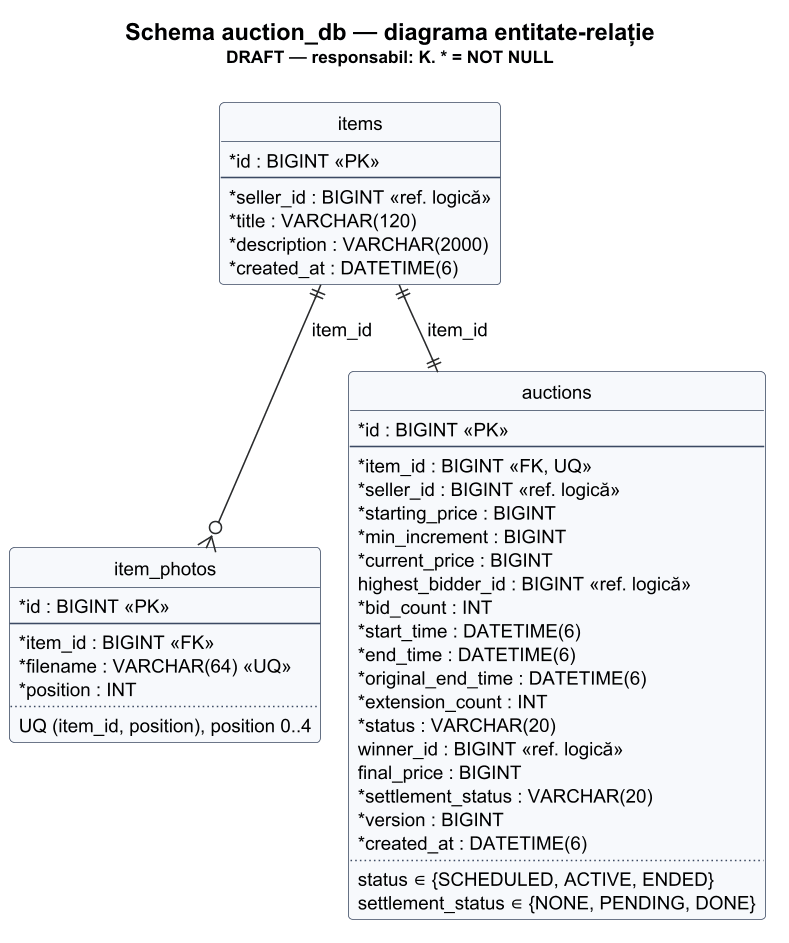 Schema auction_db — diagrama entitate-relație
DRAFT — responsabil: K. * = NOT NULL
items
*id : BIGINT «PK»
*seller_id : BIGINT «ref. logică»
*title : VARCHAR(120)
*description : VARCHAR(2000)
*created_at : DATETIME(6)
item_id
item_id
auctions
*id : BIGINT «PK»
*item_id : BIGINT «FK, UQ»
*seller_id : BIGINT «ref. logică»
*starting_price : BIGINT
*min_increment : BIGINT
*current_price : BIGINT
highest_bidder_id : BIGINT «ref. logică»
*bid_count : INT
*start_time : DATETIME(6)
*end_time : DATETIME(6)
*original_end_time : DATETIME(6)
*extension_count : INT
*status : VARCHAR(20)
winner_id : BIGINT «ref. logică»
final_price : BIGINT
*settlement_status : VARCHAR(20)
*version : BIGINT
*created_at : DATETIME(6)
status ∈ {SCHEDULED, ACTIVE, ENDED}
settlement_status ∈ {NONE, PENDING, DONE}
item_photos
*id : BIGINT «PK»
*item_id : BIGINT «FK»
*filename : VARCHAR(64) «UQ»
*position : INT
UQ (item_id, position), position 0..4